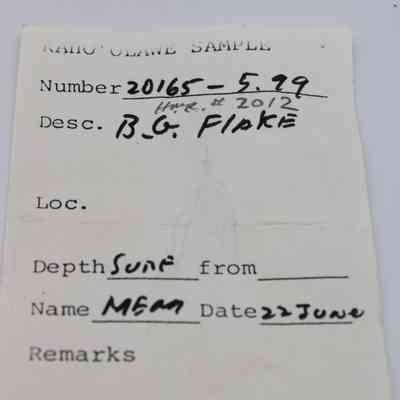 KAHO'OLAWE SAMPLE
Number 20165-5.99
2012
Desc. B.G. FlAKE
Loc.
Depth SURF from
Name MEM Date 22 JUNE
Remarks